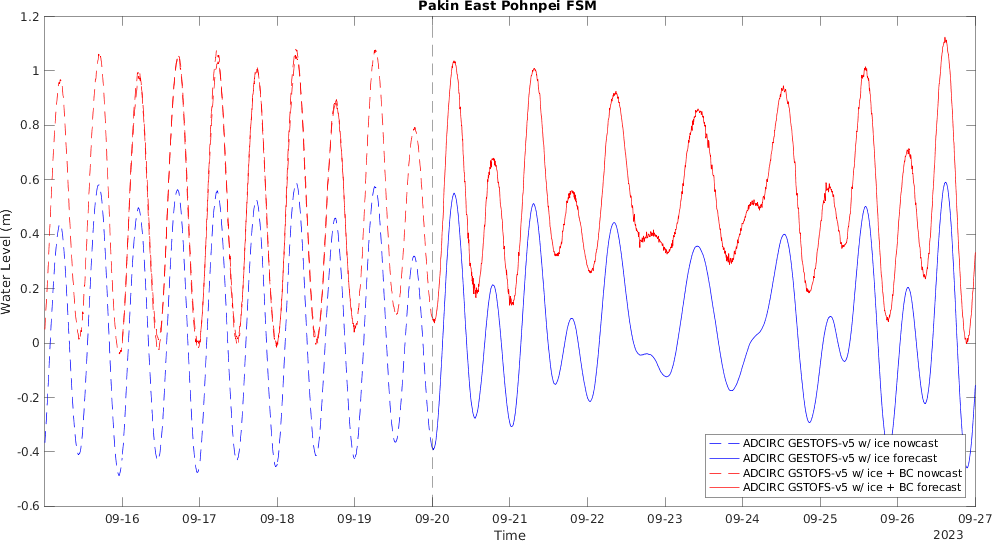 Pakin East Pohnpei FSM
Water Level (m)
1.2
1
0.8
0.6
0.4
0.2
0
-0.2
-0.4
-0.6
ADCIRC GESTOFS-v5 w/ ice nowcast
ADCIRC GESTOFS-v5 w/ ice forecast
ADCIRC GSTOFS-v5 w/ ice + BC nowcast
ADCIRC GSTOFS-v5 w/ ice + BC forecast
09-16 09-17 09-18 09-19 09-20 09-21 09-22 09-23 09-24 09-25 09-26 09-27
Time
2023